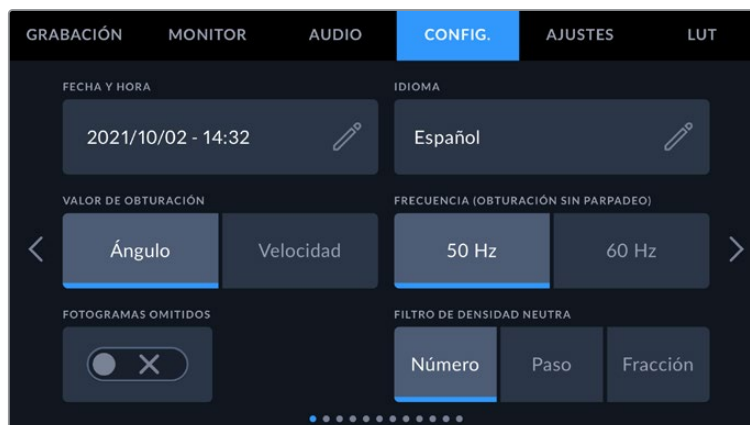 GRABACIÓN MONITOR AUDIO CONFIG. AJUSTES LUT
FECHA Y HORA IDIOMA
2021/10/02 - 14:32 Español
VALOR DE OBTURACIÓN FRECUENCIA (OBTURACIÓN SIN PARPADEO)
Ángulo Velocidad 50 Hz 60 Hz
FOTOGRAMAS OMITIDOS FILTRO DE DENSIDAD NEUTRA
Número Paso Fracción